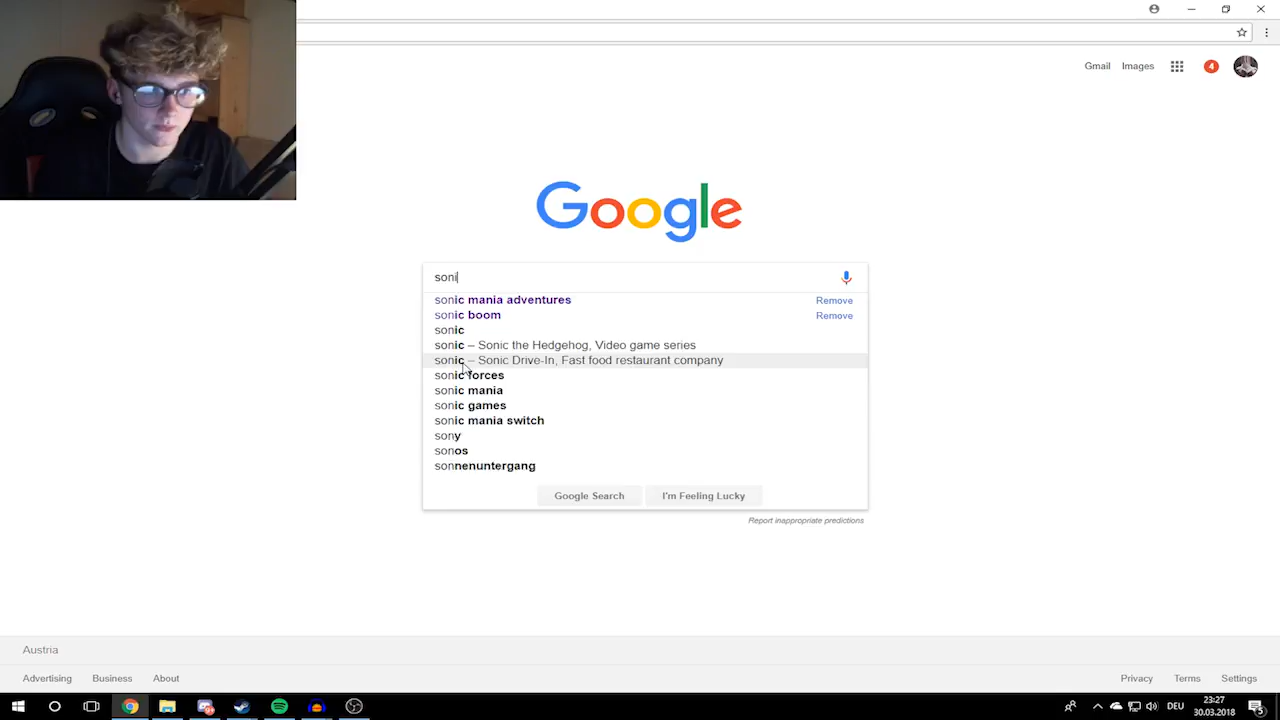 Gmail Images 4
Google
soni
sonic mania adventures Remove
sonic boom Remove
sonic
sonic – Sonic the Hedgehog, Video game series
sonic – Sonic Drive-In, Fast food restaurant company
sonic forces
sonic mania
sonic games
sonic mania switch
sony
sonos
sonnenuntergang
Google Search I'm Feeling Lucky
Report inappropriate predictions
Austria
Advertising Business About Privacy Terms Settings
DEU 23:27
30.03.2018